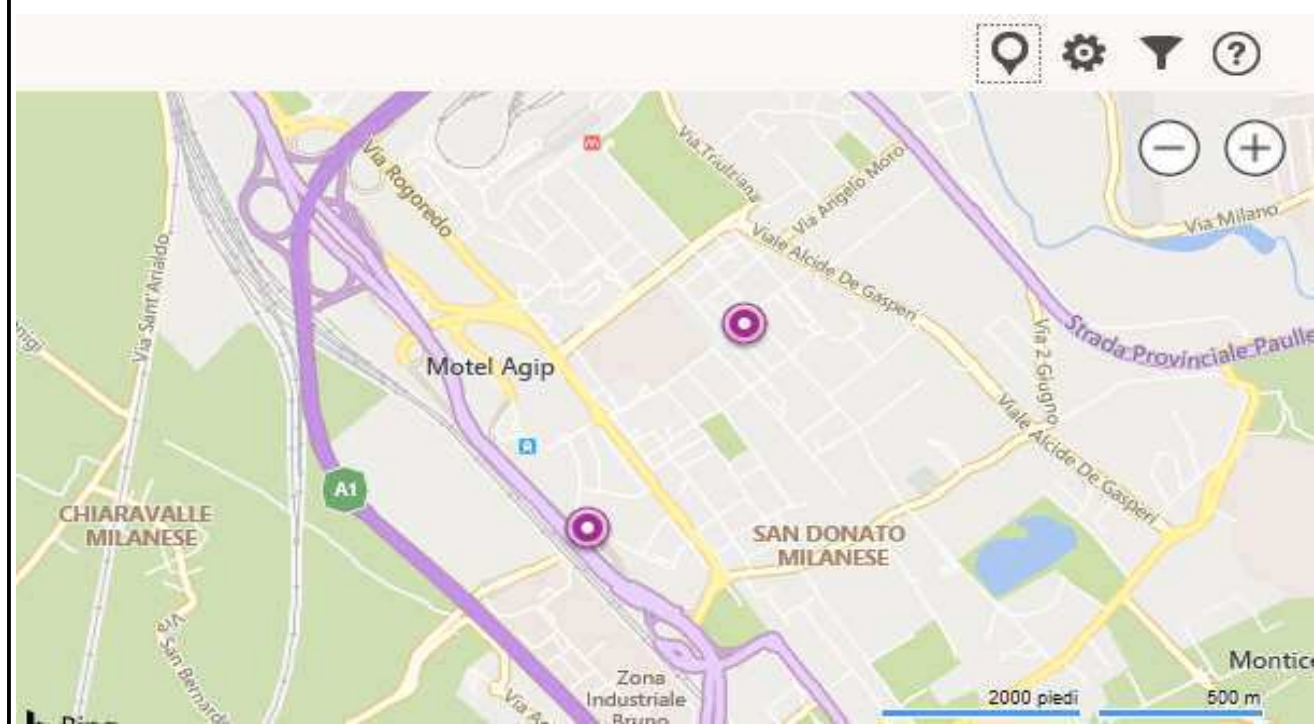 Via Rogoredo
Via Triulziana
Via Angelo Moro
Via Milano
Viale Alcide De Gasperi
Via Sant'Arialdo
Strada Provinciale Paulle
Via 2 Giugno
Motel Agip
Viale Alcide De Gasperi
A1
CHIARAVALLE
MILANESE
SAN DONATO
MILANESE
Via San Bernardo
Montice
Zona
Industriale
Bruno
2000 piedi
500 m
Bing